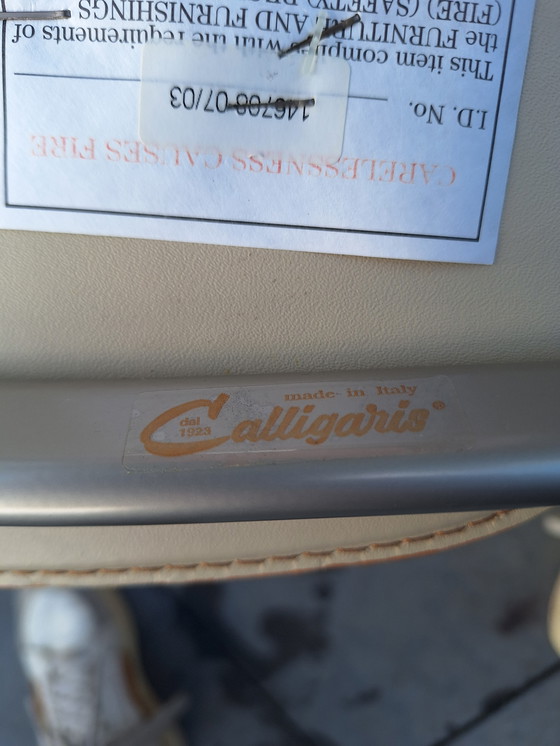 CARELESSNESS CAUSES FIRE
I.D. No. 146708-07/03
This item complies with the requirements of
the FURNITURE AND FURNISHINGS
(FIRE) (SAFETY)
made in Italy
Calligaris®
dal
1923